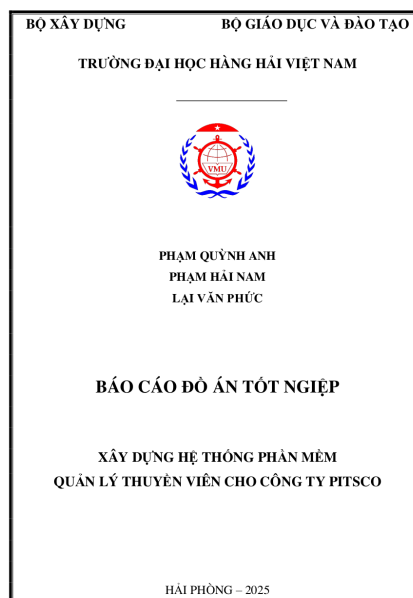 BỘ XÂY DỰNG BỘ GIÁO DỤC VÀ ĐÀO TẠO
TRƯỜNG ĐẠI HỌC HÀNG HẢI VIỆT NAM
VMU
PHẠM QUỲNH ANH
PHẠM HẢI NAM
LẠI VĂN PHỨC
BÁO CÁO ĐỒ ÁN TỐT NGIỆP
XÂY DỰNG HỆ THỐNG PHẦN MỀM
QUẢN LÝ THUYỀN VIÊN CHO CÔNG TY PITSCO
HẢI PHÒNG – 2025